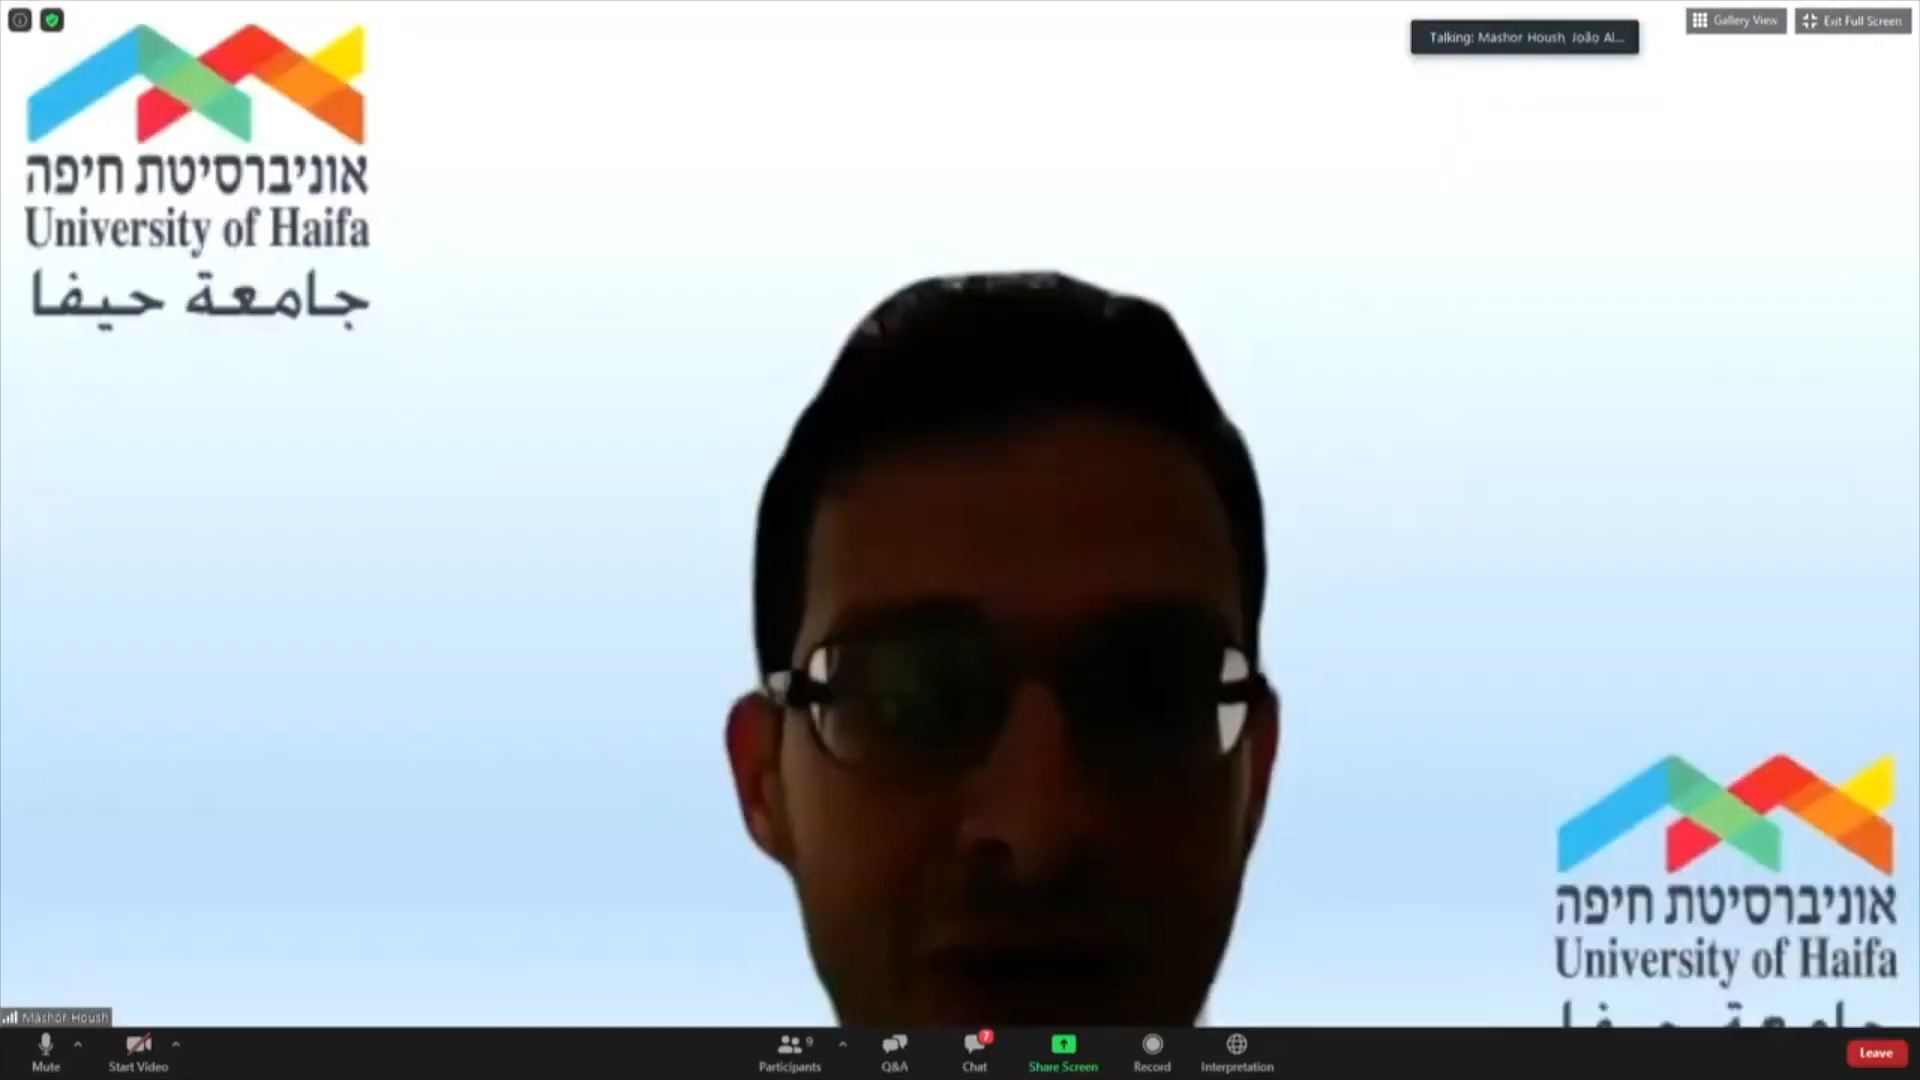 Talking: Mashor Housh, João Al...
Gallery View
Exit Full Screen
אוניברסיטת חיפה
University of Haifa
جامعة حيفا
אוניברסיטת חיפה
University of Haifa
Mashor Housh
Mute
Start Video
Participants
9
Q&A
Chat
7
Share Screen
Record
Interpretation
Leave